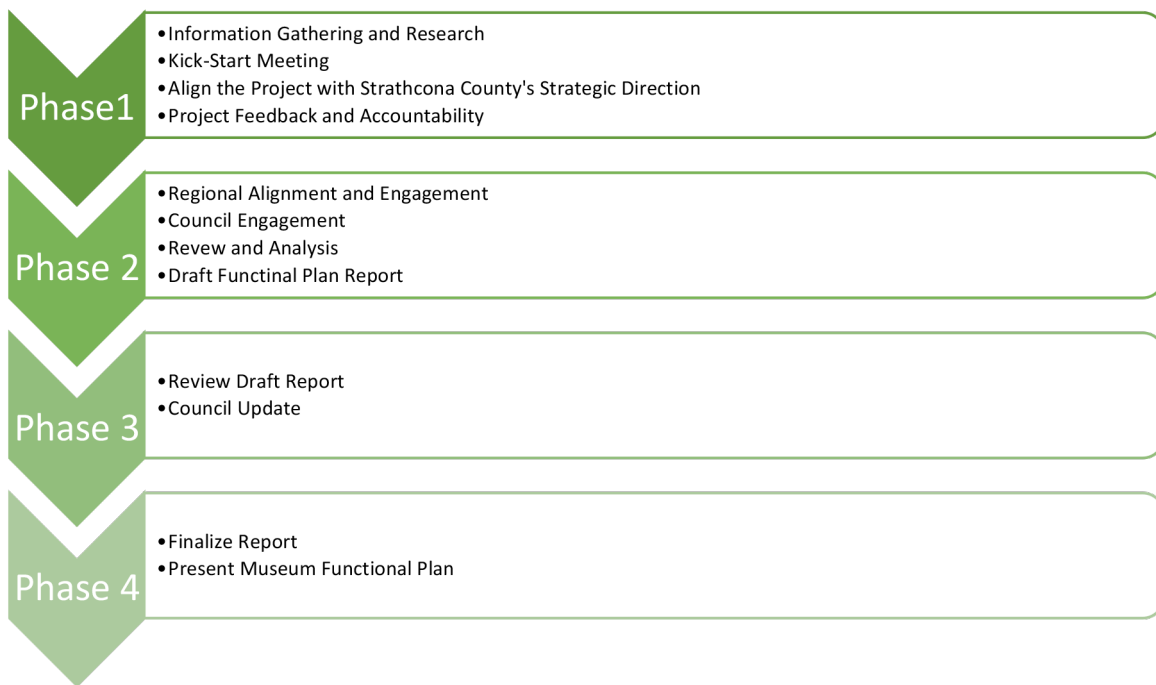 Phase1
•Information Gathering and Research
•Kick-Start Meeting
•Align the Project with Strathcona County's Strategic Direction
•Project Feedback and Accountability
Phase 2
•Regional Alignment and Engagement
•Council Engagement
•Revew and Analysis
•Draft Functinal Plan Report
Phase 3
•Review Draft Report
•Council Update
Phase 4
•Finalize Report
•Present Museum Functional Plan